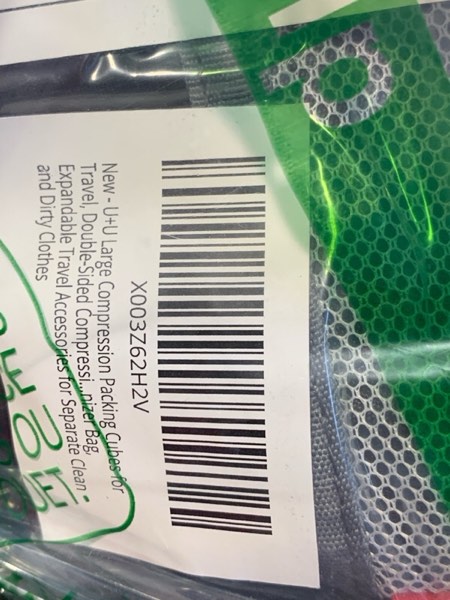 X003Z62H2V
New - U+U Large Compression Packing Cubes for
Travel, Double-Sided Compressi...nizer Bag,
Expandable Travel Accessories for Separate Clean -
and Dirty Clothes